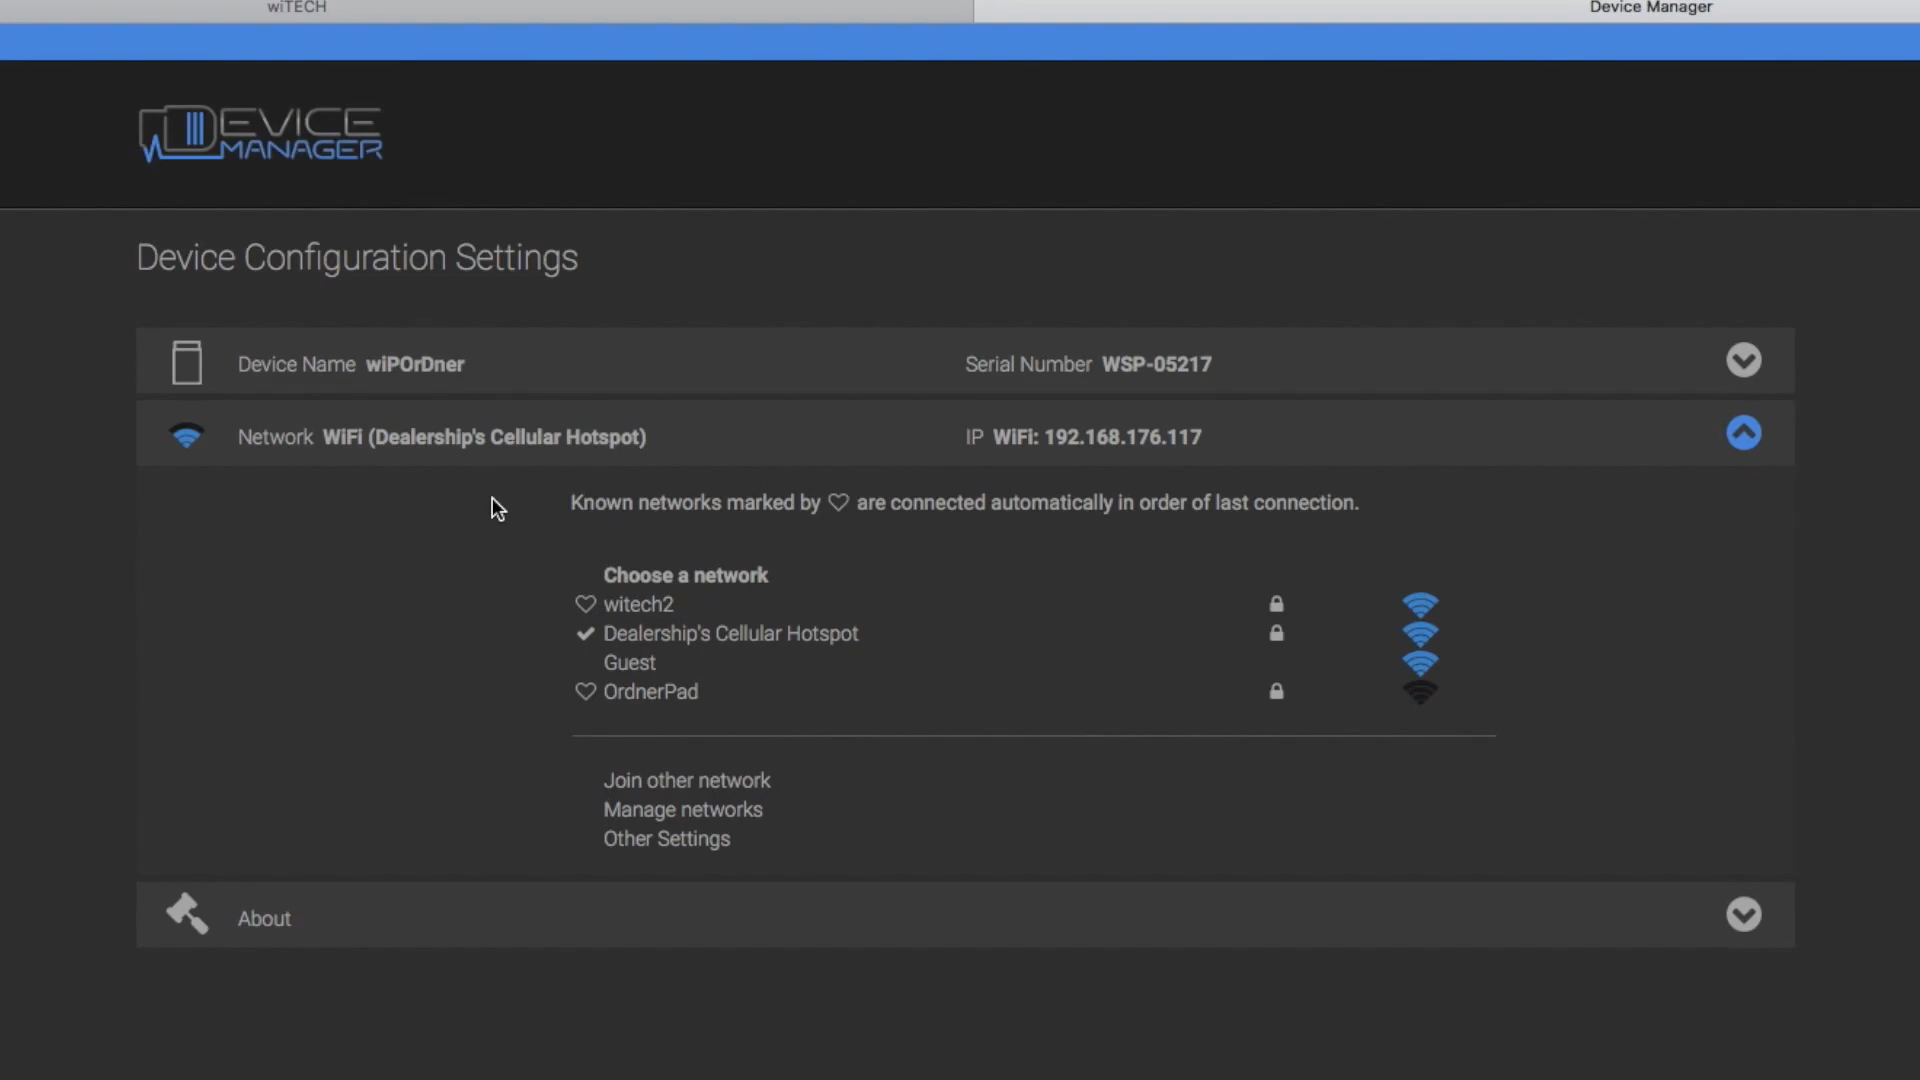 wiTECH
Device Manager
DEVICE
MANAGER
Device Configuration Settings
Device Name wiPOrDner
Serial Number WSP-05217
Network WiFi (Dealership's Cellular Hotspot)
IP WiFi: 192.168.176.117
Known networks marked by ♡ are connected automatically in order of last connection.
Choose a network
witech2
Dealership's Cellular Hotspot
Guest
OrdnerPad
Join other network
Manage networks
Other Settings
About